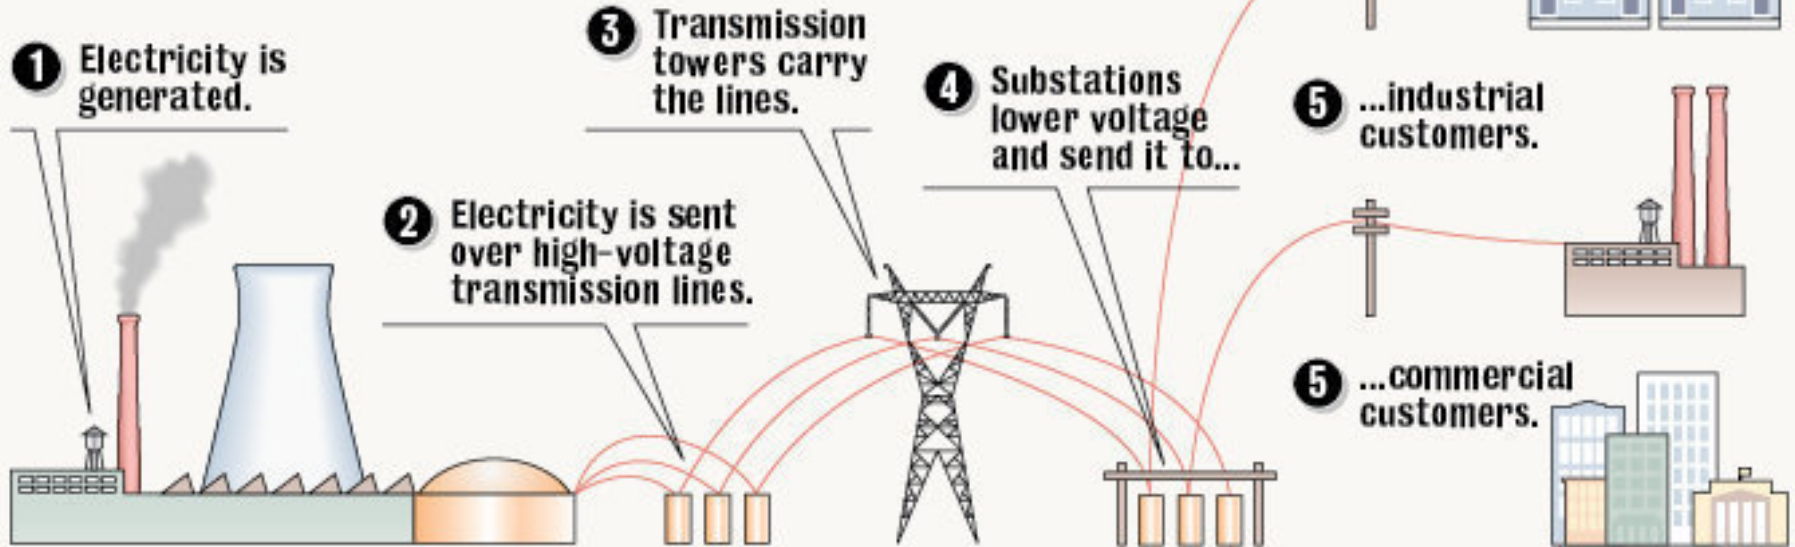 1 Electricity is
generated.
2 Electricity is sent
over high-voltage
transmission lines.
3 Transmission
towers carry
the lines.
4 Substations
lower voltage
and send it to...
5 ...industrial
customers.
5 ...commercial
customers.